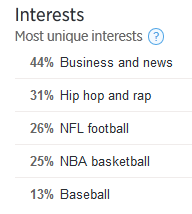 Interests
Most unique interests ?
44% Business and news
31% Hip hop and rap
26% NFL football
25% NBA basketball
13% Baseball